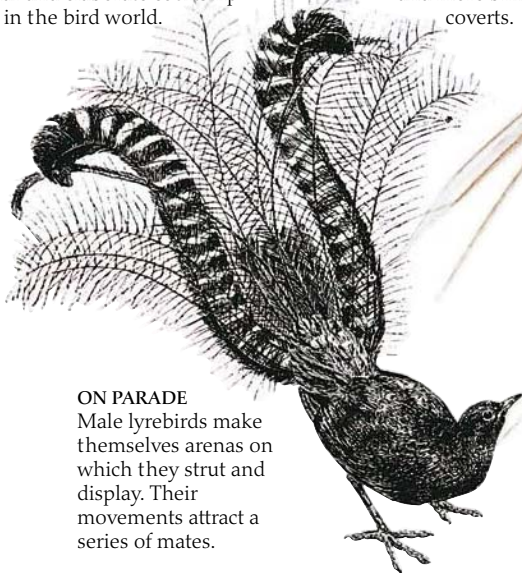 in the bird world.
coverts.
ON PARADE
Male lyrebirds make
themselves arenas on
which they strut and
display. Their
movements attract a
series of mates.